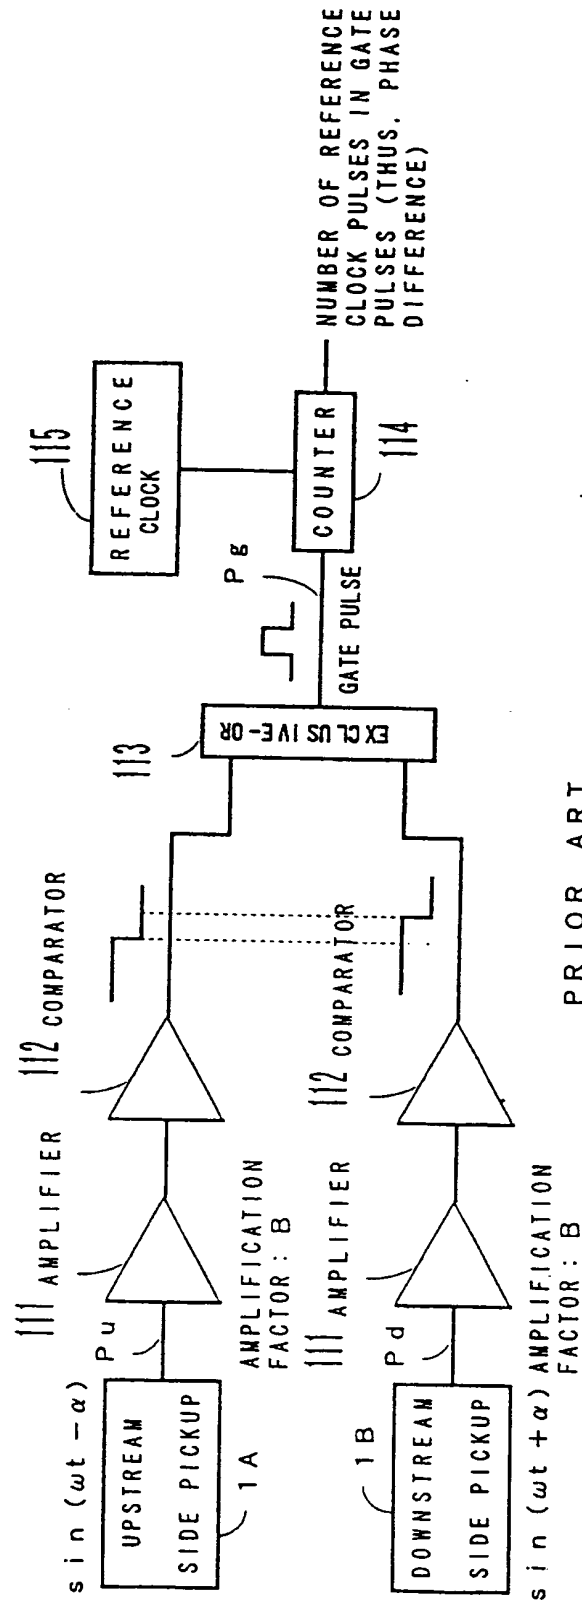 sin (ωt − α)
UPSTREAM
SIDE PICKUP
1A
Pu
111 AMPLIFIER
AMPLIFICATION
FACTOR: B
112 COMPARATOR
DOWNSTREAM
SIDE PICKUP
1B
sin (ωt + α)
Pd
111 AMPLIFIER
AMPLIFICATION
FACTOR: B
112 COMPARATOR
113
EXCLUSIVE-OR
Pg
GATE PULSE
115
REFERENCE
CLOCK
COUNTER
114
NUMBER OF REFERENCE
CLOCK PULSES IN GATE
PULSES (THUS, PHASE
DIFFERENCE)
PRIOR ART